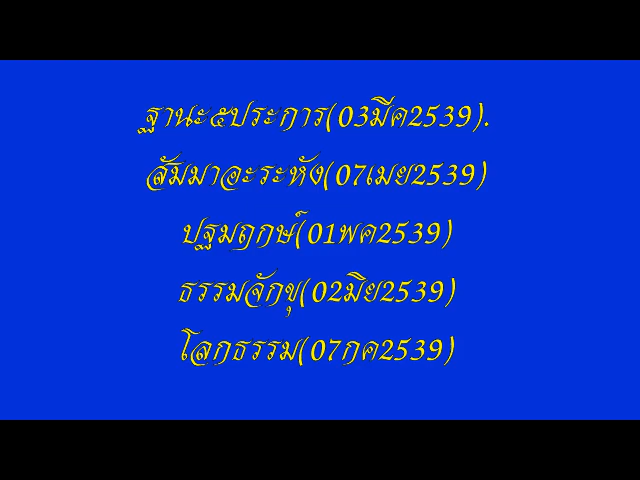 ฐานะ๕ประการ(03มีค2539).
สัมมาอะระหัง(07เมย2539)
ปฐมฤกษ์(01พค2539)
ธรรมจักขุ(02มิย2539)
โลกธรรม(07กค2539)